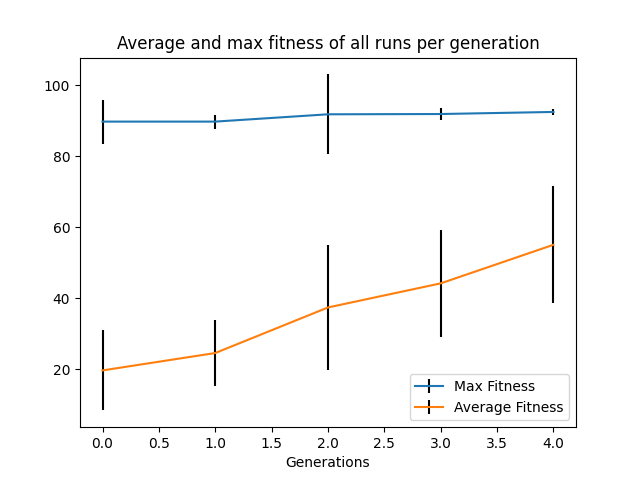 Average and max fitness of all runs per generation
100
80
60
40
20
0.0 0.5 1.0 1.5 2.0 2.5 3.0 3.5 4.0
Generations
Max Fitness
Average Fitness